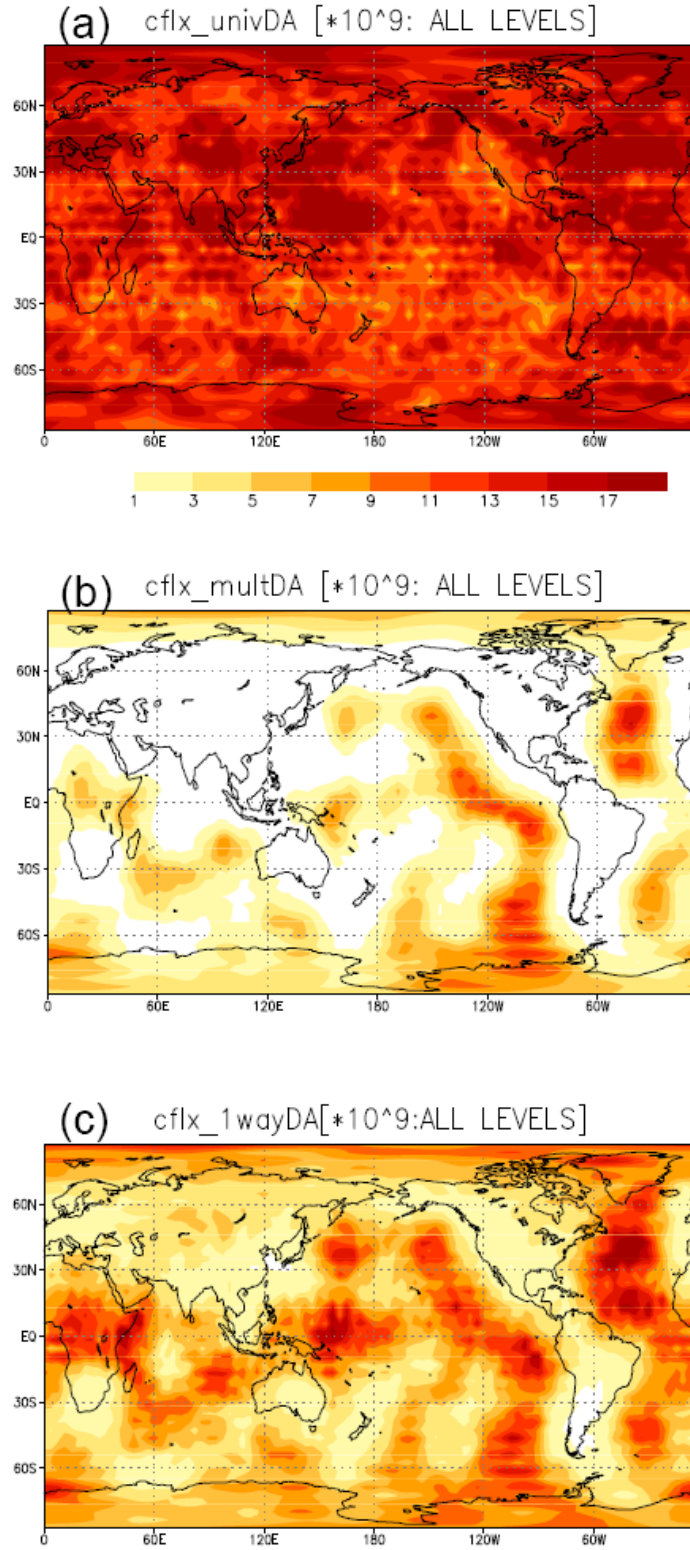 (a) cflx_univDA [*10^9: ALL LEVELS]
60N
30N
EQ
30S
60S
0 60E 120E 180 120W 60W
1 3 5 7 9 11 13 15 17
(b) cflx_multDA [*10^9: ALL LEVELS]
60N
30N
EQ
30S
60S
0 60E 120E 180 120W 60W
(c) cflx_1wayDA[*10^9:ALL LEVELS]
60N
30N
EQ
30S
60S
0 60E 120E 180 120W 60W